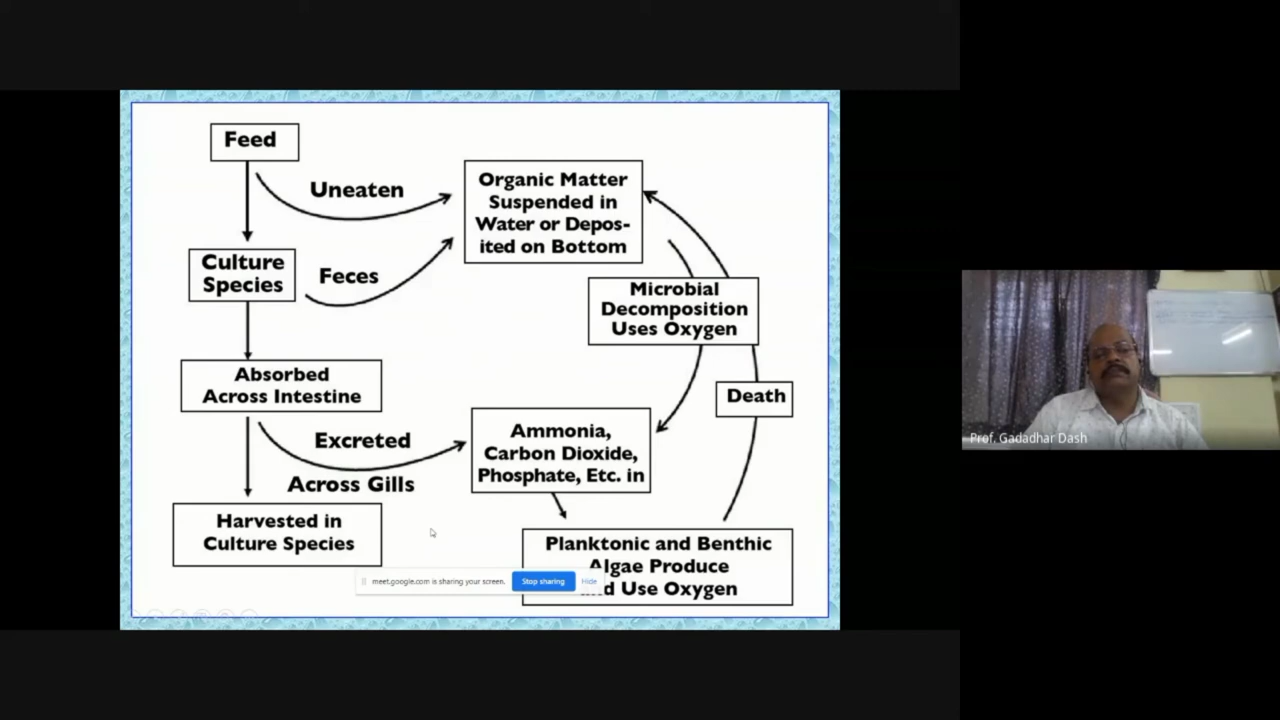 Feed
Uneaten
Organic Matter
Suspended in
Water or Depos-
ited on Bottom
Culture
Species
Feces
Microbial
Decomposition
Uses Oxygen
Absorbed
Across Intestine
Death
Excreted
Across Gills
Ammonia,
Carbon Dioxide,
Phosphate, Etc. in
Prof. Gadadhar Dash
Harvested in
Culture Species
Planktonic and Benthic
Algae Produce
Use Oxygen
meet.google.com is sharing your screen.
Stop sharing
Hide